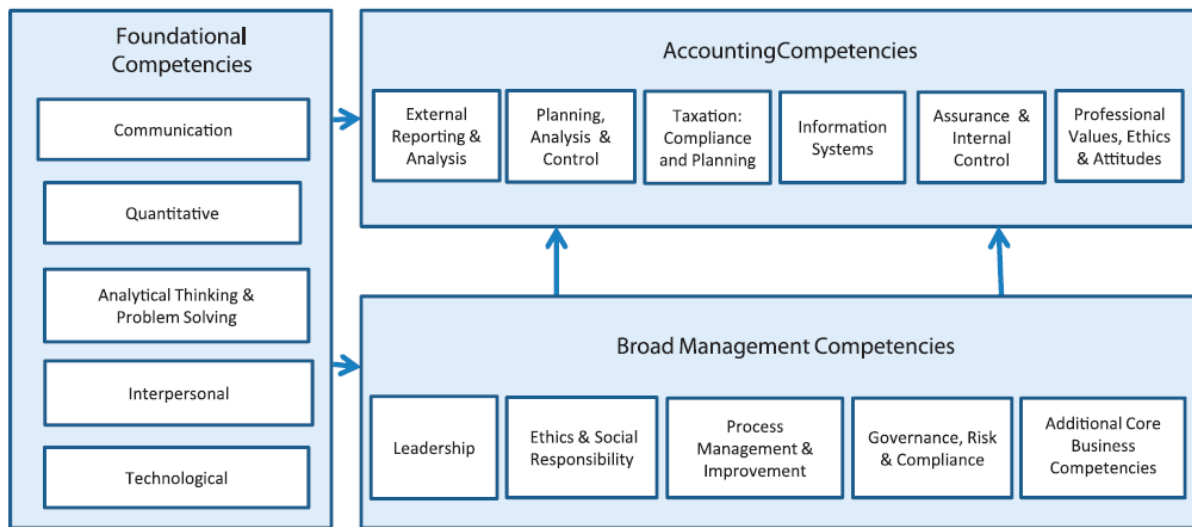 Foundational
Competencies
Communication
Quantitative
Analytical Thinking &
Problem Solving
Interpersonal
Technological
AccountingCompetencies
External
Reporting &
Analysis
Planning,
Analysis &
Control
Taxation:
Compliance
and Planning
Information
Systems
Assurance &
Internal
Control
Professional
Values, Ethics
& Attitudes
Broad Management Competencies
Leadership
Ethics & Social
Responsibility
Process
Management &
Improvement
Governance, Risk
& Compliance
Additional Core
Business
Competencies